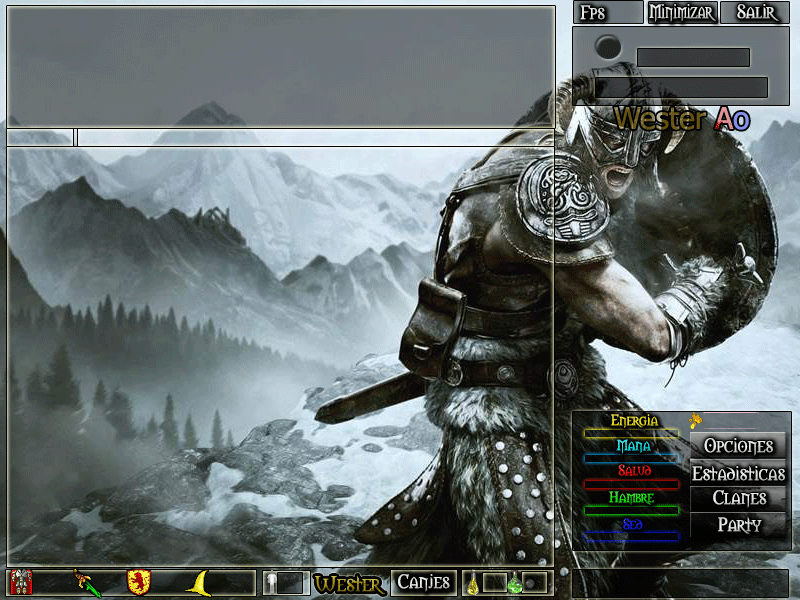 Fps
Minimizar
Salir
Wester Ao
Energia
Mana
Salud
Hambre
Sed
Opciones
Estadisticas
Clanes
Party
Wester
Canjes